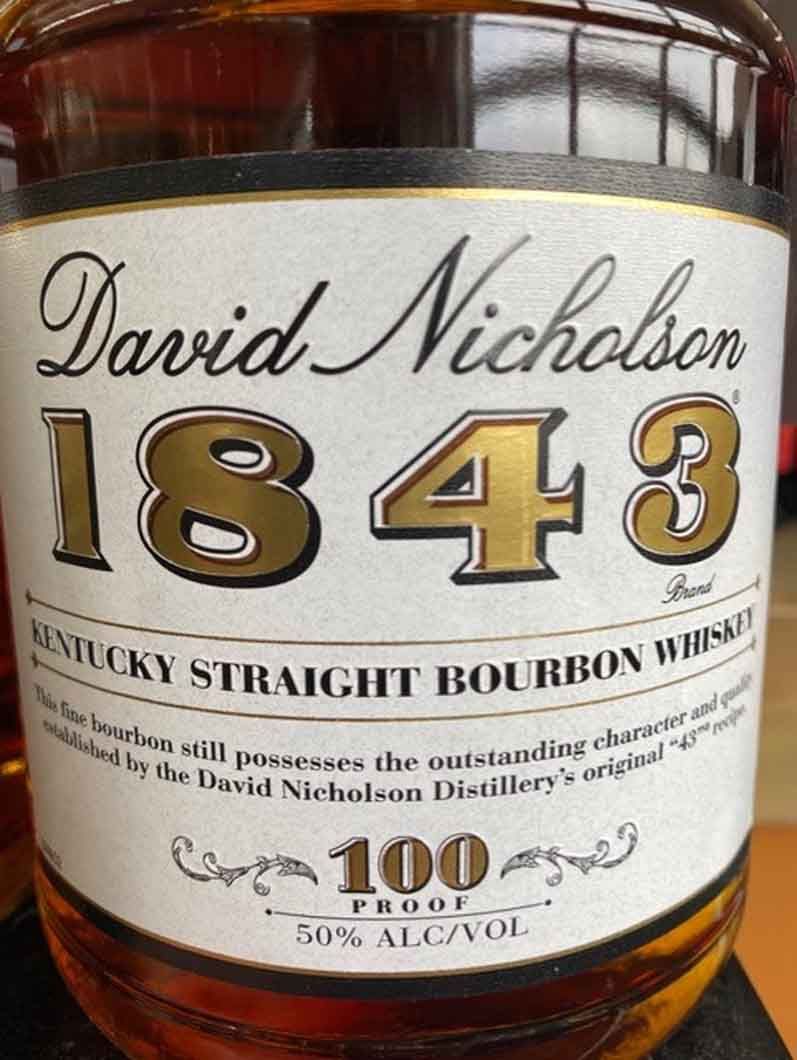 David Nicholson
1843®
Brand
KENTUCKY STRAIGHT BOURBON WHISKEY
This fine bourbon still possesses the outstanding character and quality
established by the David Nicholson Distillery's original "43"™ recipe.
100
PROOF
50% ALC/VOL